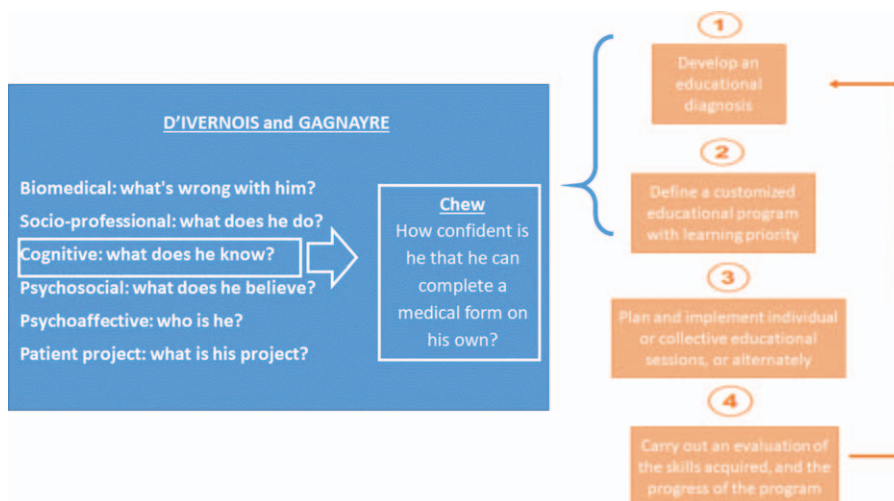 D'IVERNOIS and GAGNAYRE
Biomedical: what's wrong with him?
Socio-professional: what does he do?
Cognitive: what does he know?
Psychosocial: what does he believe?
Psychoaffective: who is he?
Patient project: what is his project?
Chew
How confident is
he that he can
complete a
medical form on
his own?
1
Develop an
educational
diagnosis
2
Define a customized
educational program
with learning priority
3
Plan and implement individual
or collective educational
sessions, or alternately
4
Carry out an evaluation of
the skills acquired, and the
progress of the program